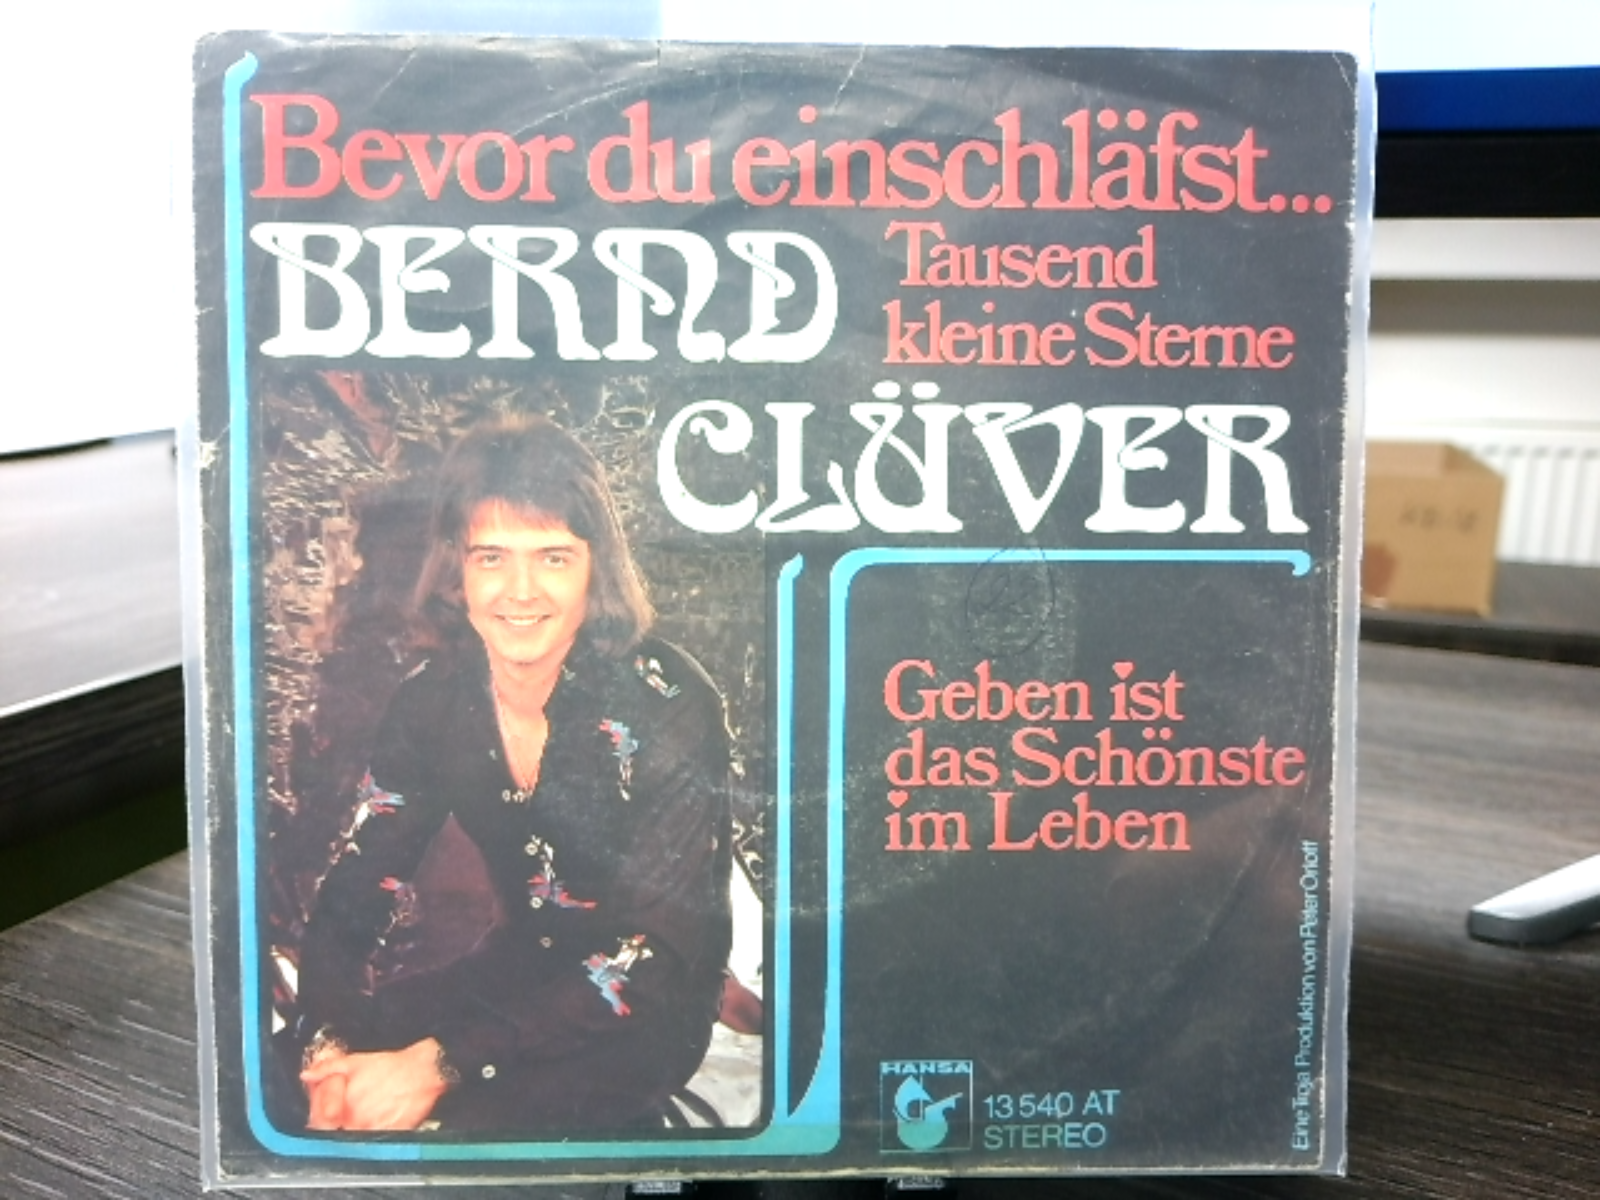 Bevor du einschläfst...
BERND
Tausend
kleine Sterne
CLÜVER
Geben ist
das Schönste
im Leben
HANSA
13 540 AT
STEREO
Eine Troja Produktion von Peter Orloff